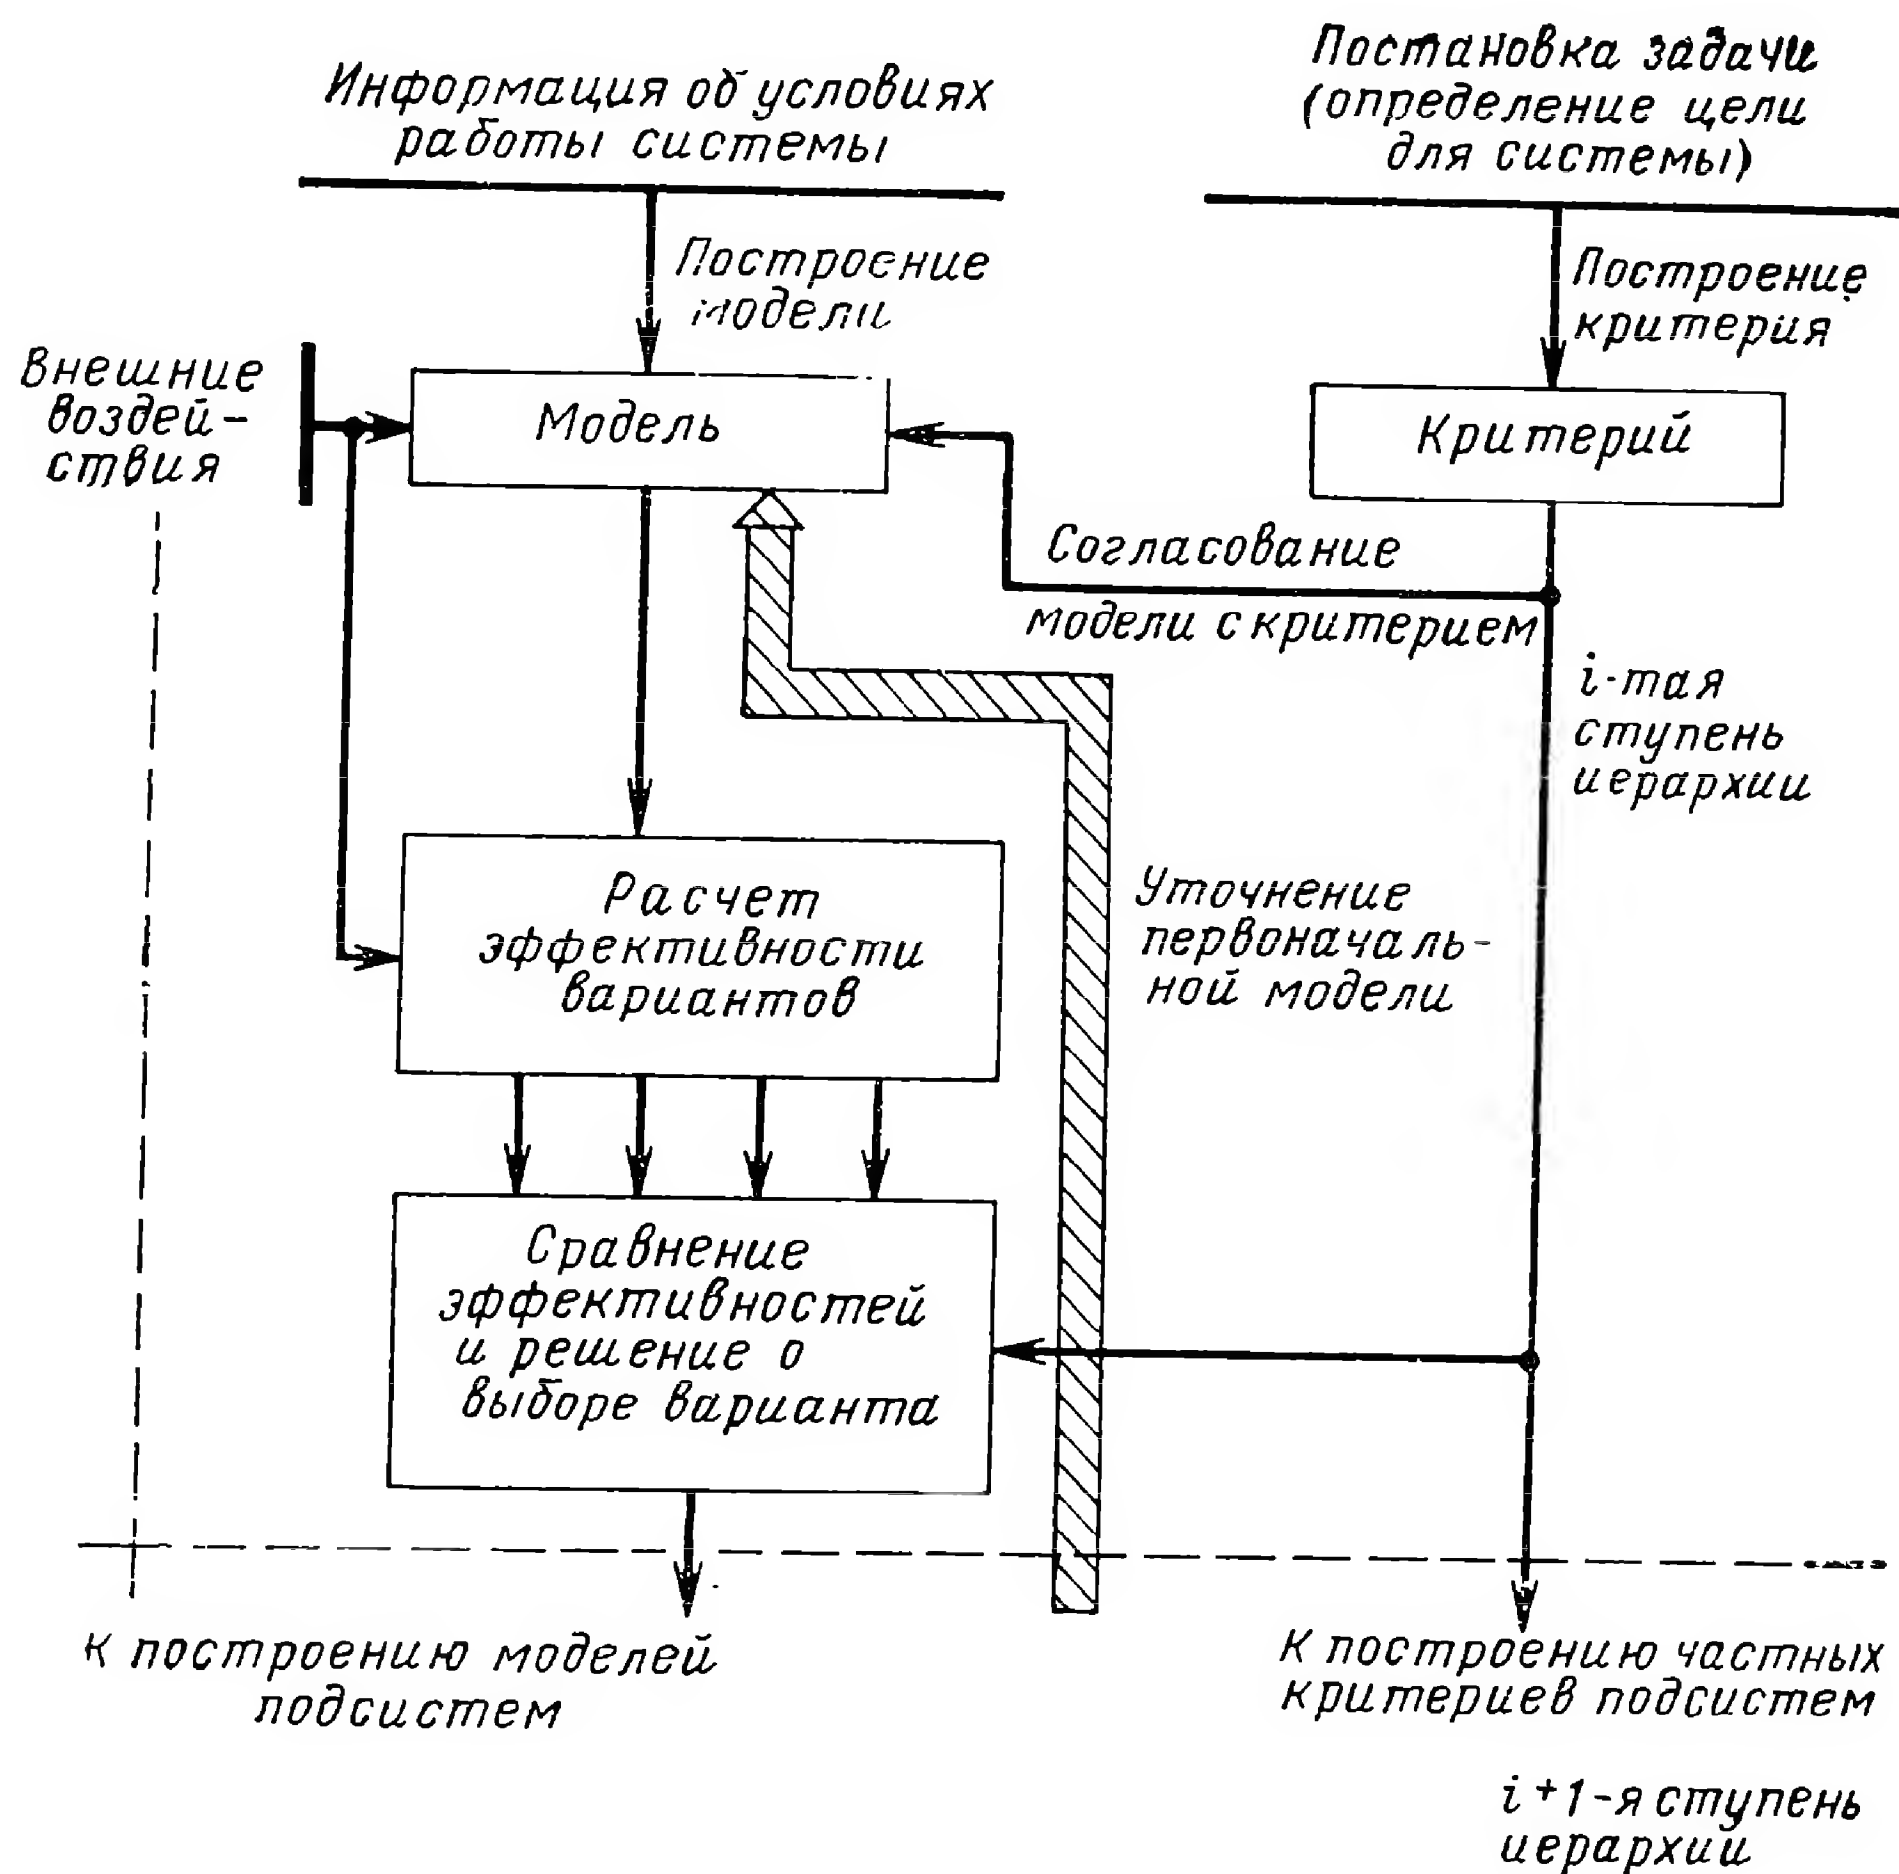 Информация об условиях
работы системы
Постановка задачи
(определение цели
для системы)
Построение
модели
Построение
критерия
Внешние
воздей-
ствия
Модель
Критерий
Согласование
модели с критерием
i-тая
ступень
иерархии
Расчет
эффективности
вариантов
Уточнение
первоначаль-
ной модели
Сравнение
эффективностей
и решение о
выборе варианта
К построению моделей
подсистем
К построению частных
критериев подсистем
i+1-я ступень
иерархии